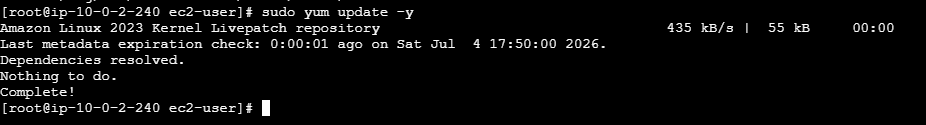 [root@ip-10-0-2-240 ec2-user]# sudo yum update -y
Amazon Linux 2023 Kernel Livepatch repository 435 kB/s | 55 kB 00:00
Last metadata expiration check: 0:00:01 ago on Sat Jul 4 17:50:00 2026.
Dependencies resolved.
Nothing to do.
Complete!
[root@ip-10-0-2-240 ec2-user]#